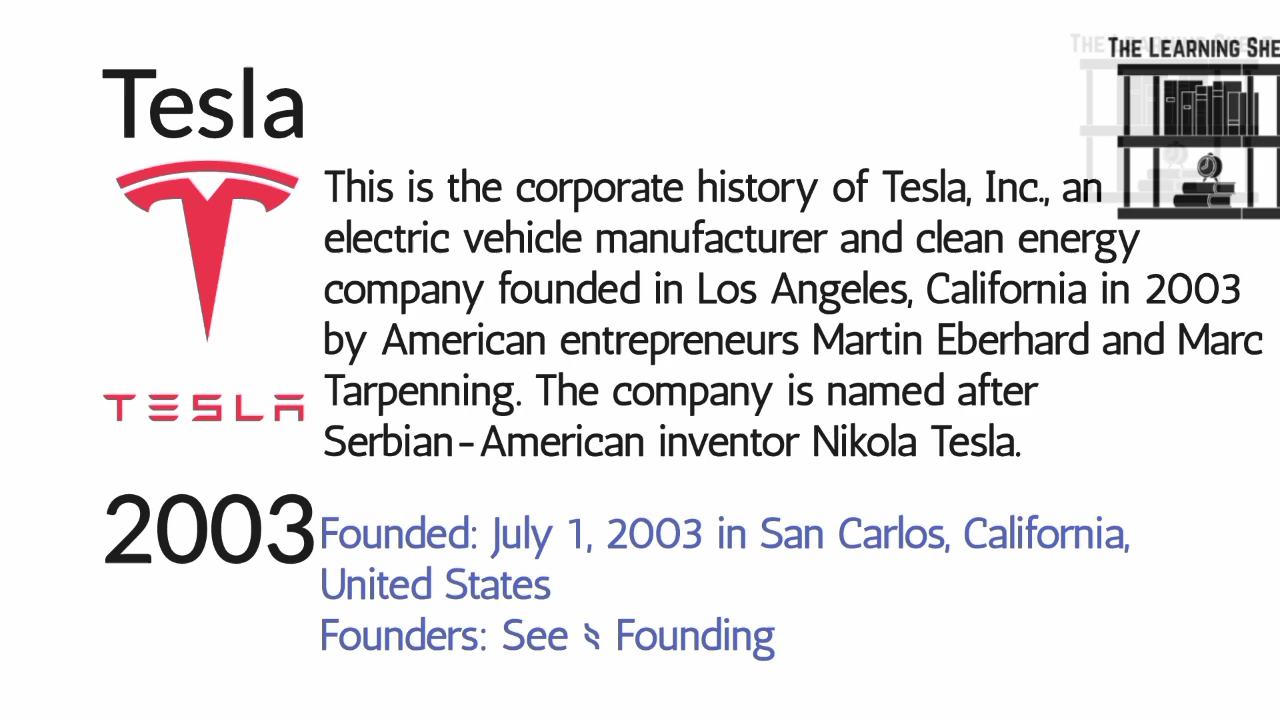 Tesla
THE LEARNING SHE
This is the corporate history of Tesla, Inc., an
electric vehicle manufacturer and clean energy
company founded in Los Angeles, California in 2003
by American entrepreneurs Martin Eberhard and Marc
Tarpenning. The company is named after
Serbian-American inventor Nikola Tesla.
TESLA
2003
Founded: July 1, 2003 in San Carlos, California,
United States
Founders: See § Founding